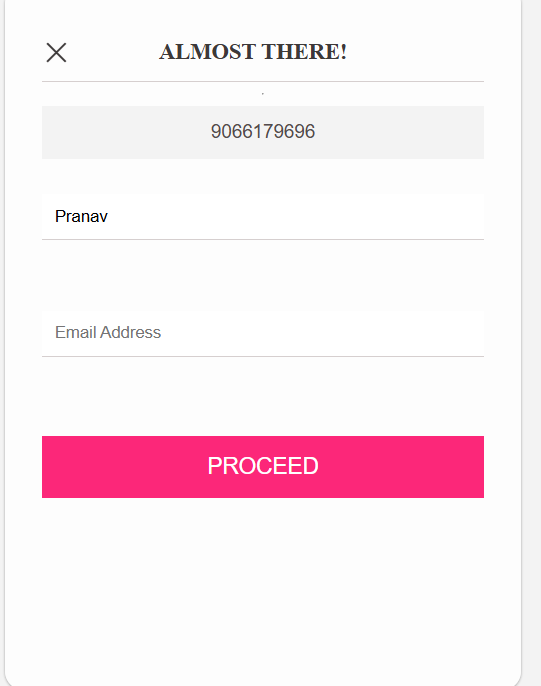 ALMOST THERE!
9066179696
Pranav
Email Address
PROCEED